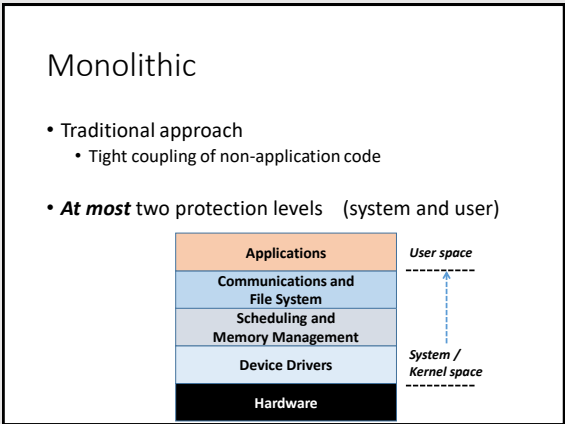 Monolithic
• Traditional approach
• Tight coupling of non-application code
• At most two protection levels (system and user)
Applications
User space
Communications and
File System
Scheduling and
Memory Management
Device Drivers
System /
Kernel space
Hardware